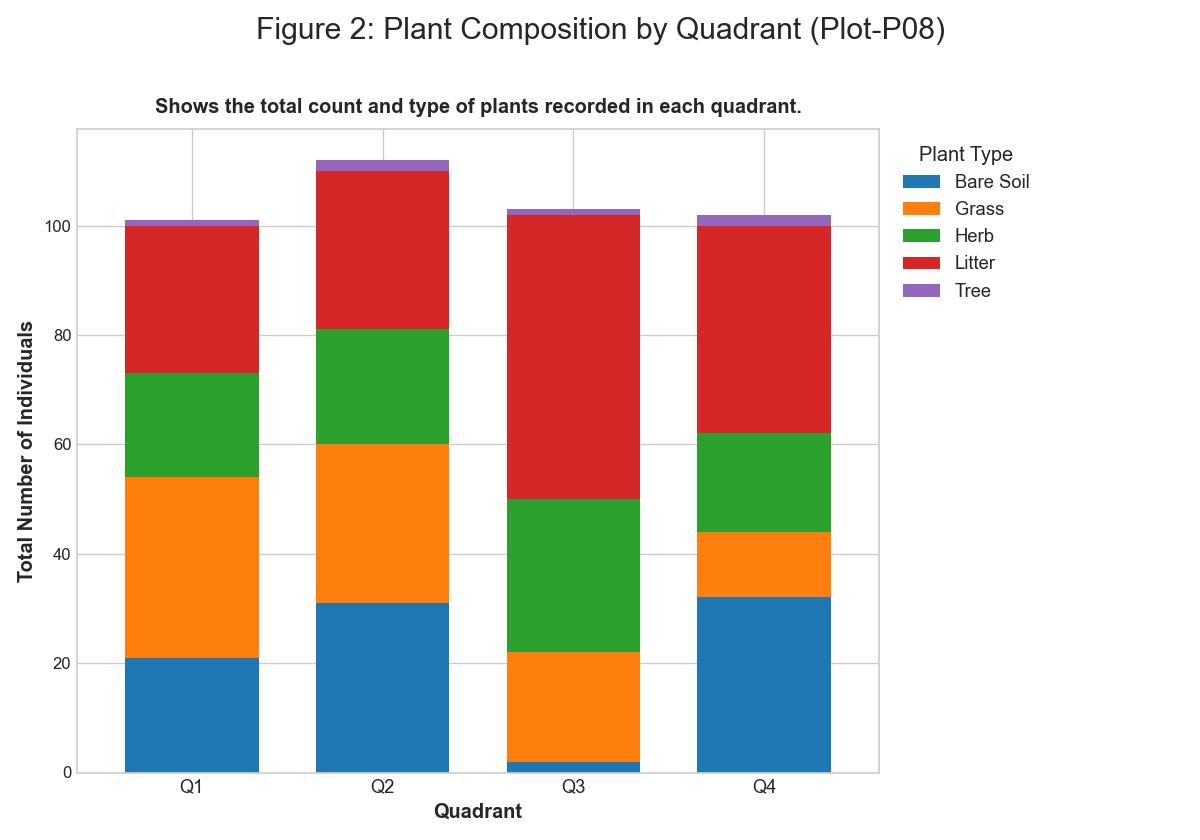 Figure 2: Plant Composition by Quadrant (Plot-P08)
Shows the total count and type of plants recorded in each quadrant.
Plant Type
Bare Soil
Grass
Herb
Litter
Tree
Total Number of Individuals
100
80
60
40
20
0
Q1 Q2 Q3 Q4
Quadrant